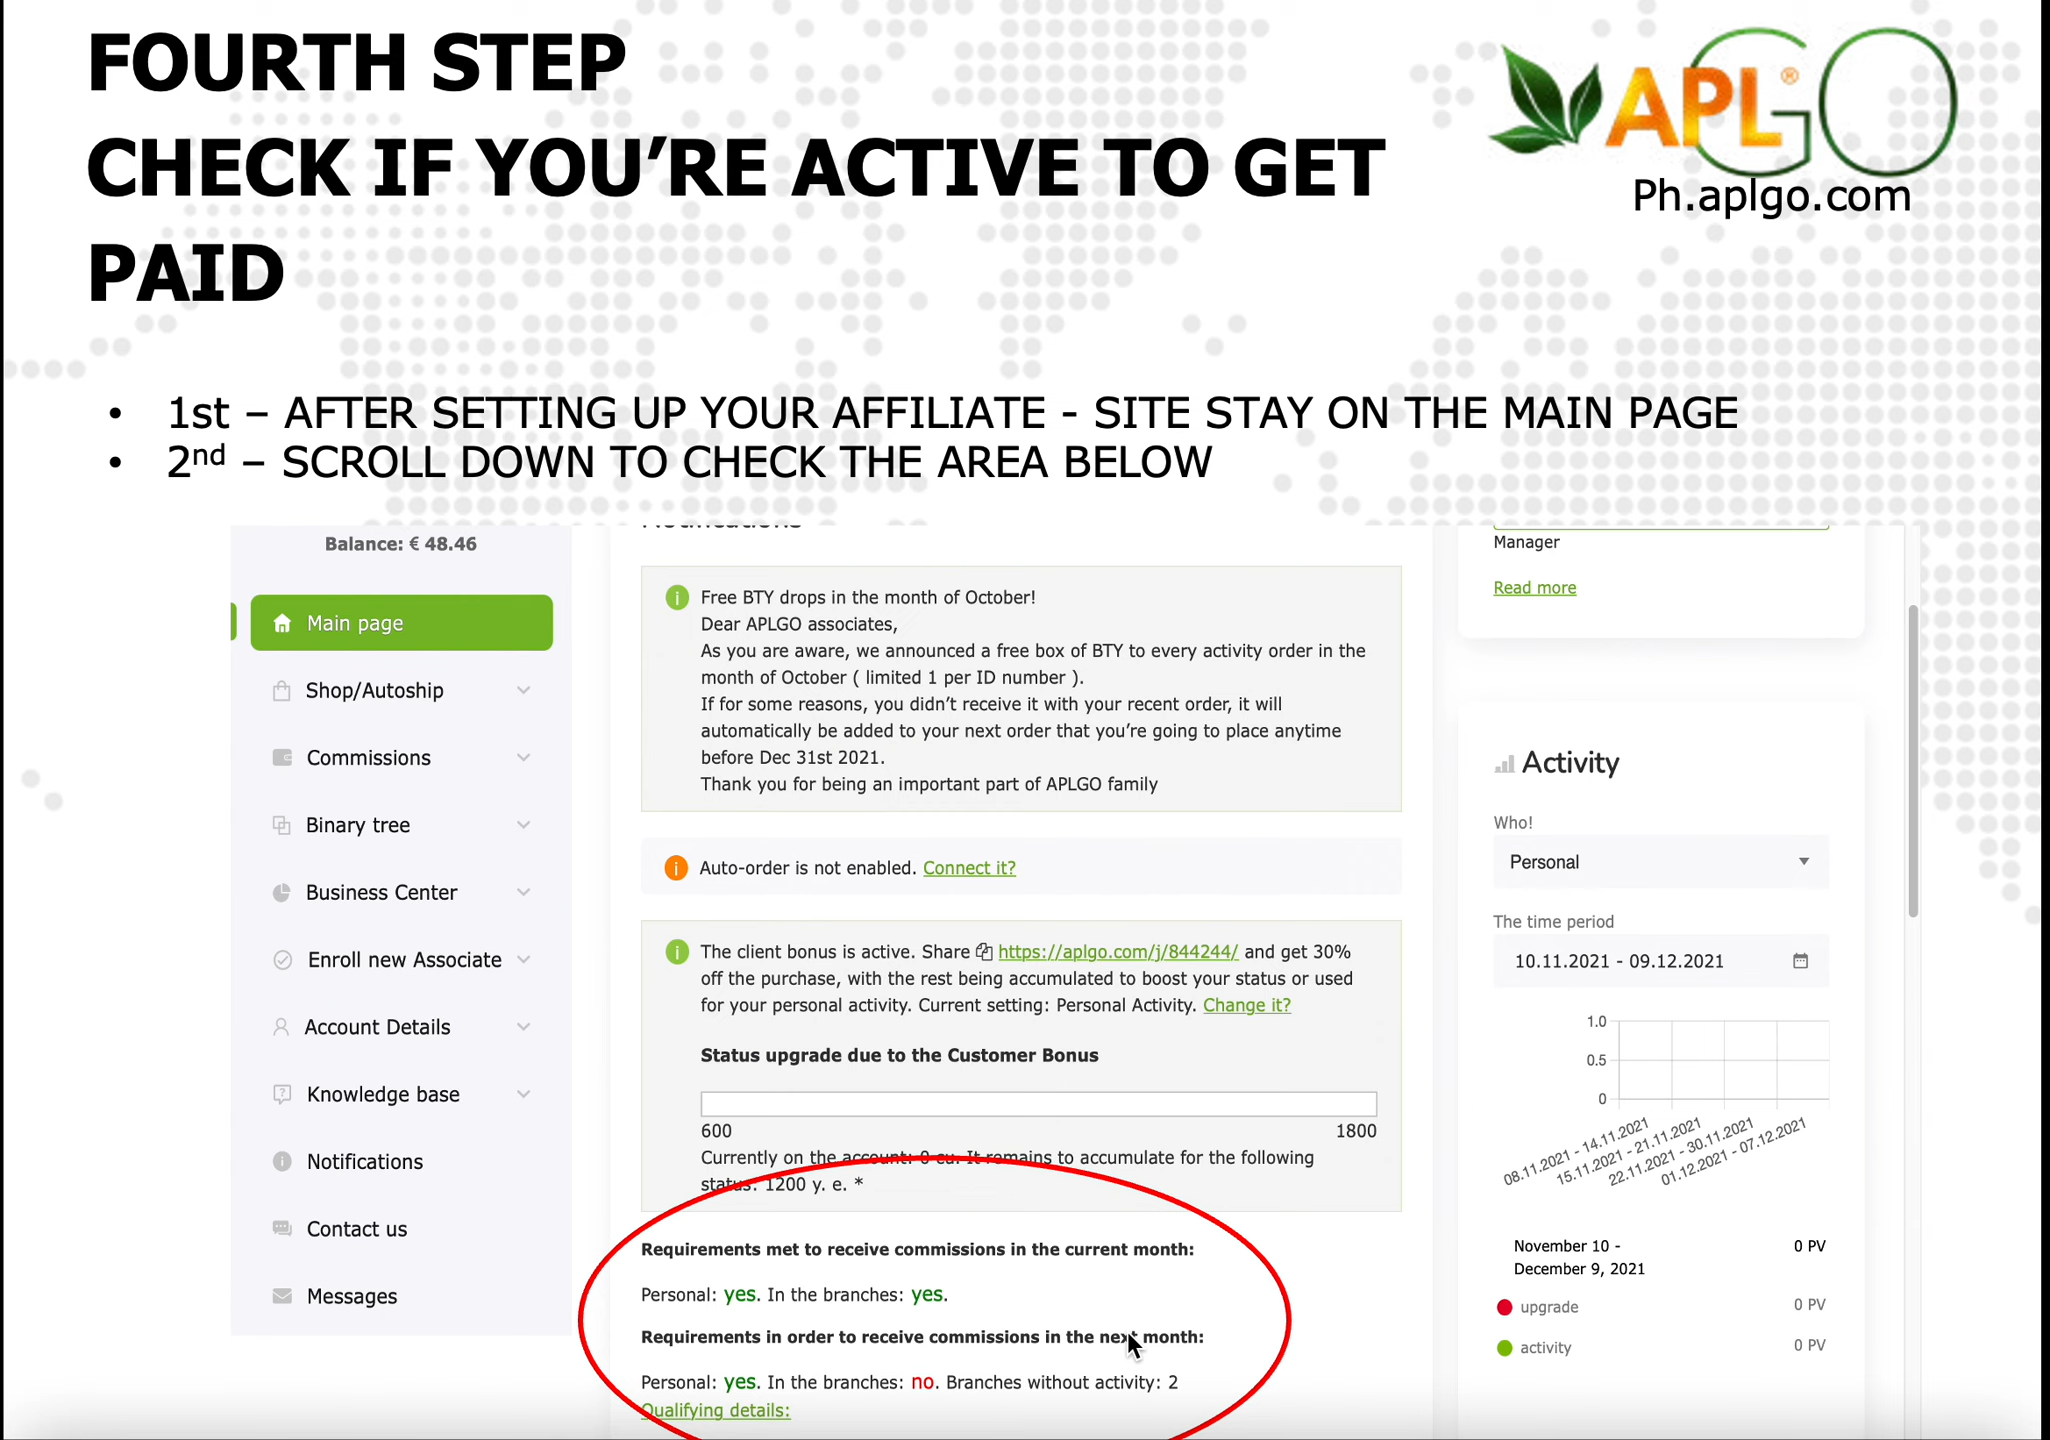 FOURTH STEP
CHECK IF YOU’RE ACTIVE TO GET
PAID
APL® GO
Ph.aplgo.com
• 1st – AFTER SETTING UP YOUR AFFILIATE - SITE STAY ON THE MAIN PAGE
• 2nd – SCROLL DOWN TO CHECK THE AREA BELOW
Balance: € 48.46
Main page
Shop/Autoship
Commissions
Binary tree
Business Center
Enroll new Associate
Account Details
Knowledge base
Notifications
Contact us
Messages
Notifications
Free BTY drops in the month of October!
Dear APLGO associates,
As you are aware, we announced a free box of BTY to every activity order in the
month of October ( limited 1 per ID number ).
If for some reasons, you didn’t receive it with your recent order, it will
automatically be added to your next order that you’re going to place anytime
before Dec 31st 2021.
Thank you for being an important part of APLGO family
Auto-order is not enabled. Connect it?
The client bonus is active. Share https://aplgo.com/j/844244/ and get 30%
off the purchase, with the rest being accumulated to boost your status or used
for your personal activity. Current setting: Personal Activity. Change it?
Status upgrade due to the Customer Bonus
600 1800
Currently on the account: 0 cu. It remains to accumulate for the following
status: 1200 y. e. *
Requirements met to receive commissions in the current month:
Personal: yes. In the branches: yes.
Requirements in order to receive commissions in the next month:
Personal: yes. In the branches: no. Branches without activity: 2
Qualifying details:
Manager
Read more
Activity
Who!
Personal
The time period
10.11.2021 - 09.12.2021
1.0
0.5
0
08.11.2021 - 14.11.2021
15.11.2021 - 21.11.2021
22.11.2021 - 30.11.2021
01.12.2021 - 07.12.2021
November 10 - 0 PV
December 9, 2021
upgrade 0 PV
activity 0 PV